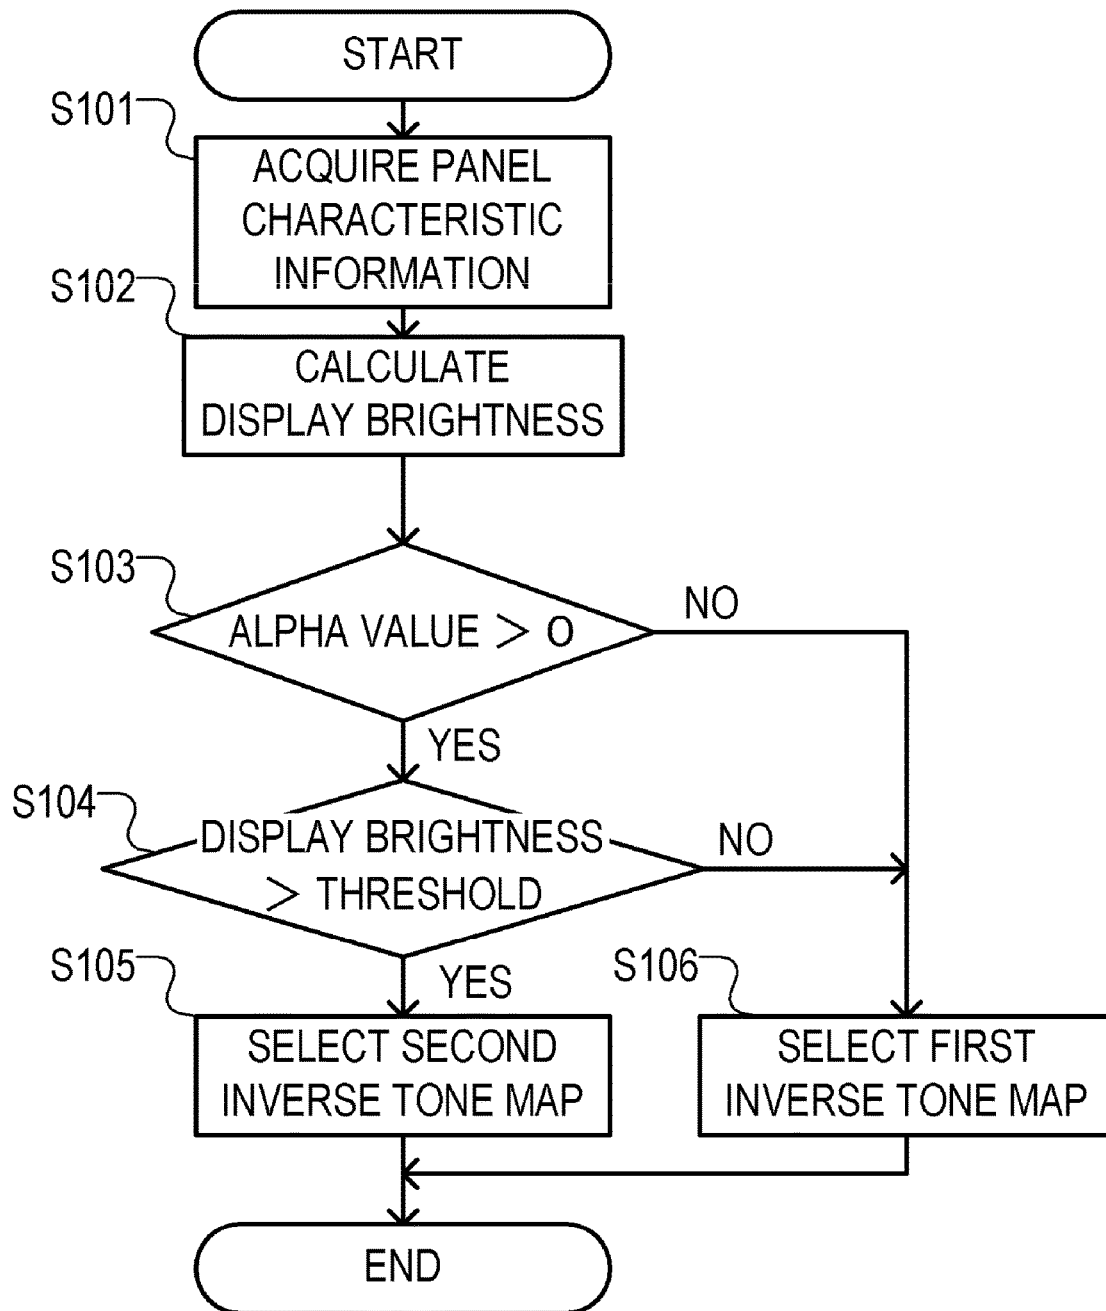 START
S101
ACQUIRE PANEL
CHARACTERISTIC
INFORMATION
S102
CALCULATE
DISPLAY BRIGHTNESS
S103
ALPHA VALUE > 0
NO
YES
S104
DISPLAY BRIGHTNESS
> THRESHOLD
NO
YES
S105
SELECT SECOND
INVERSE TONE MAP
S106
SELECT FIRST
INVERSE TONE MAP
END